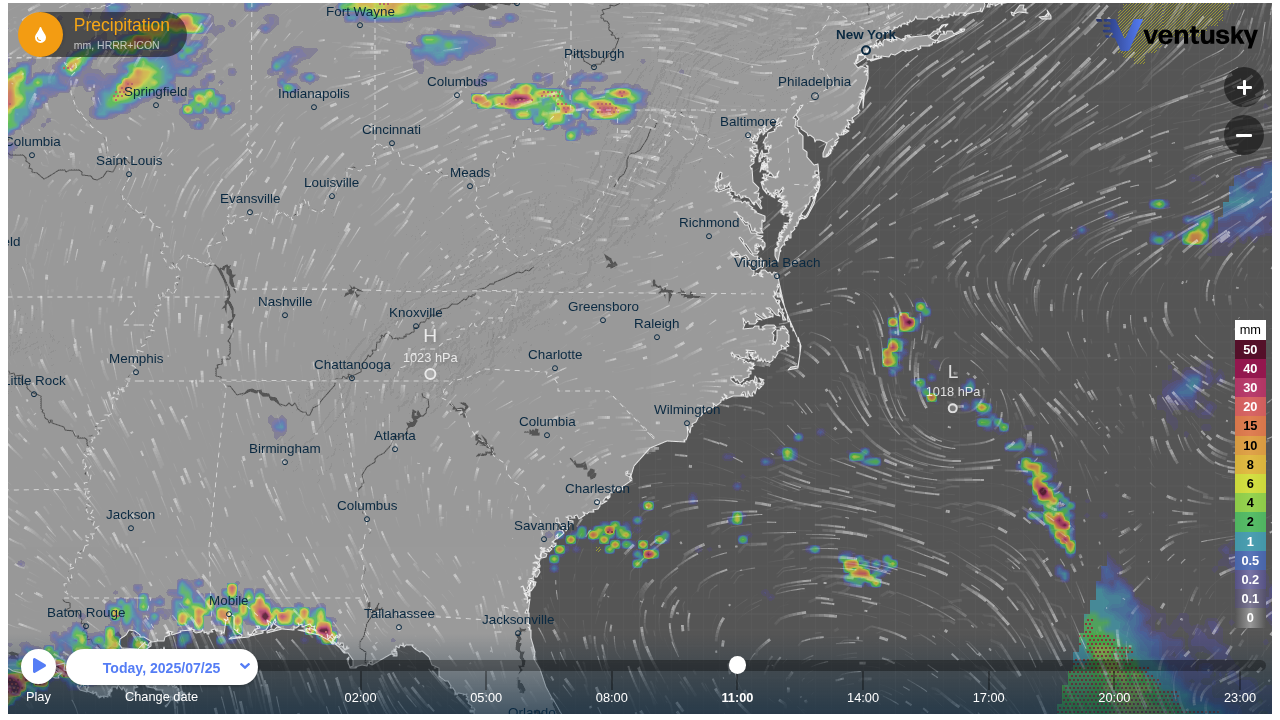 Precipitation
mm, HRRR+ICON
Fort Wayne
Pittsburgh
New York
ventusky
Springfield
Indianapolis
Columbus
Philadelphia
+
Columbia
Cincinnati
Baltimore
−
Saint Louis
Louisville
Meads
Evansville
Richmond
eld
Virginia Beach
Nashville
Knoxville
Greensboro
Raleigh
H
1023 hPa
Memphis
Chattanooga
Charlotte
Little Rock
L
1018 hPa
Wilmington
Columbia
Birmingham
Atlanta
Charleston
Columbus
Jackson
Savannah
mm
50
40
30
20
15
10
8
6
4
2
1
0.5
0.2
0.1
0
Baton Rouge
Mobile
Tallahassee
Jacksonville
Today, 2025/07/25
Play
Change date
02:00
05:00
08:00
11:00
14:00
17:00
20:00
23:00
Orlando